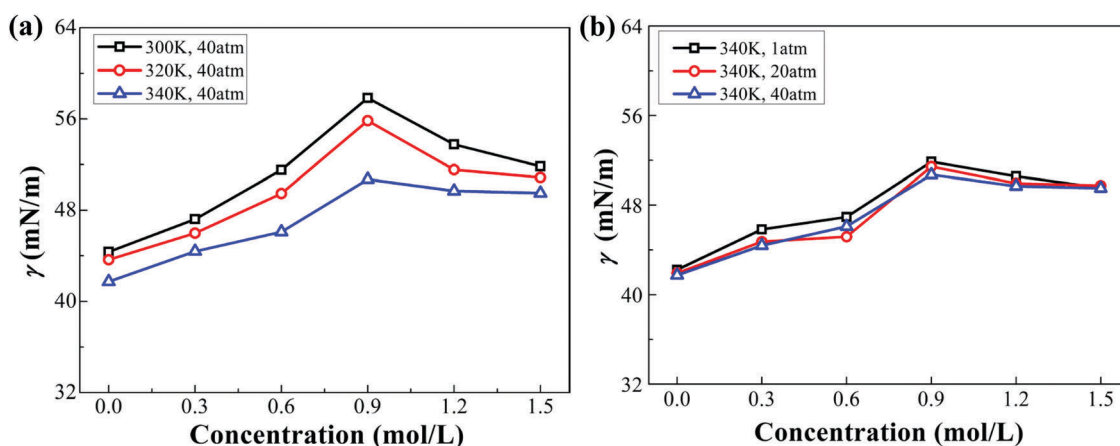 (a)
300K, 40atm
320K, 40atm
340K, 40atm
γ (mN/m)
64
56
48
40
32
0.0 0.3 0.6 0.9 1.2 1.5
Concentration (mol/L)
(b)
340K, 1atm
340K, 20atm
340K, 40atm
γ (mN/m)
64
56
48
40
32
0.0 0.3 0.6 0.9 1.2 1.5
Concentration (mol/L)